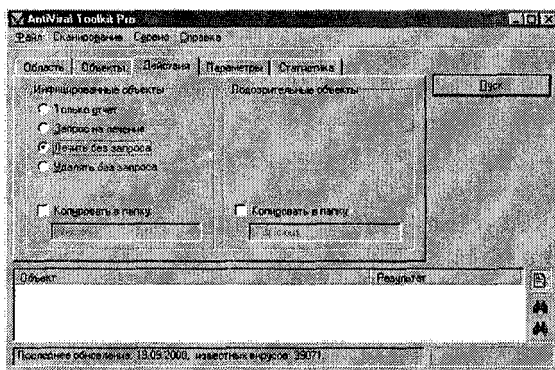 AntiViral Toolkit Pro
Файл Сканирование Сервис Справка
Область Объекты Действия Параметры Статистика
Пуск
Инфицированные объекты
Подозрительные объекты
Только отчет
Запрос на лечение
Лечить без запроса
Удалять без запроса
Копировать в папку:
Копировать в папку:
Объект Результат
Последнее обновление: 13.09.2000, известных вирусов: 39071